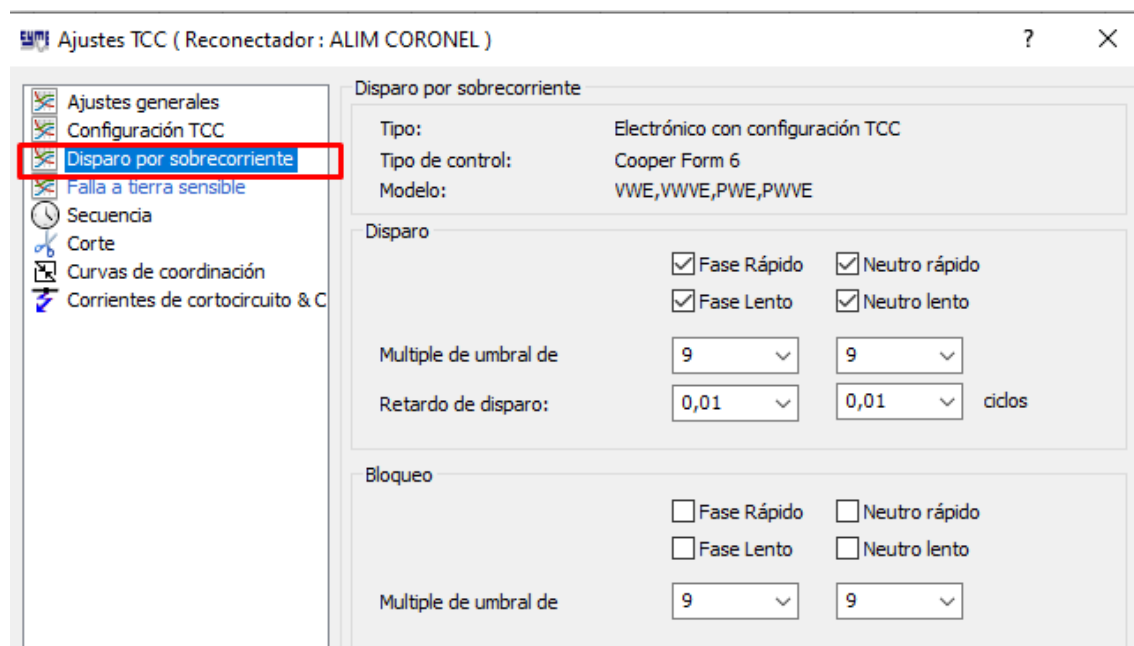 Ajustes TCC ( Reconectador : ALIM CORONEL )
?
Ajustes generales
Configuración TCC
Disparo por sobrecorriente
Falla a tierra sensible
Secuencia
Corte
Curvas de coordinación
Corrientes de cortocircuito & C
Disparo por sobrecorriente
Tipo: Electrónico con configuración TCC
Tipo de control: Cooper Form 6
Modelo: VWE,VWVE,PWE,PWVE
Disparo
Fase Rápido Neutro rápido
Fase Lento Neutro lento
Multiple de umbral de 9 9
Retardo de disparo: 0,01 0,01 ciclos
Bloqueo
Fase Rápido Neutro rápido
Fase Lento Neutro lento
Multiple de umbral de 9 9